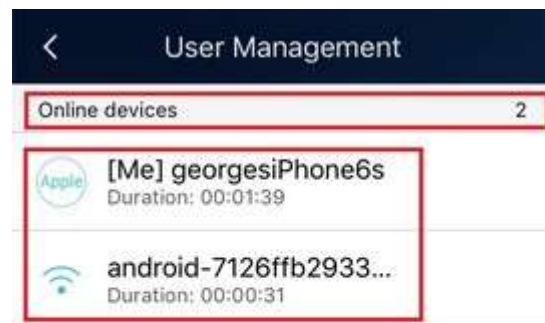 User Management
Online devices 2
Apple
[Me] georgesiPhone6s
Duration: 00:01:39
android-7126ffb2933...
Duration: 00:00:31